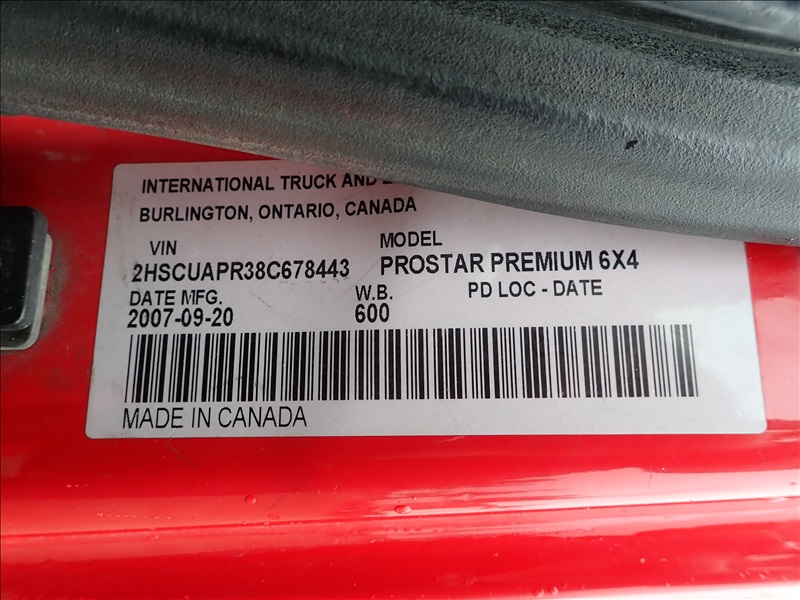 INTERNATIONAL TRUCK AND
BURLINGTON, ONTARIO, CANADA
VIN MODEL
2HSCUAPR38C678443 PROSTAR PREMIUM 6X4
DATE MFG. W.B. PD LOC - DATE
2007-09-20 600
MADE IN CANADA